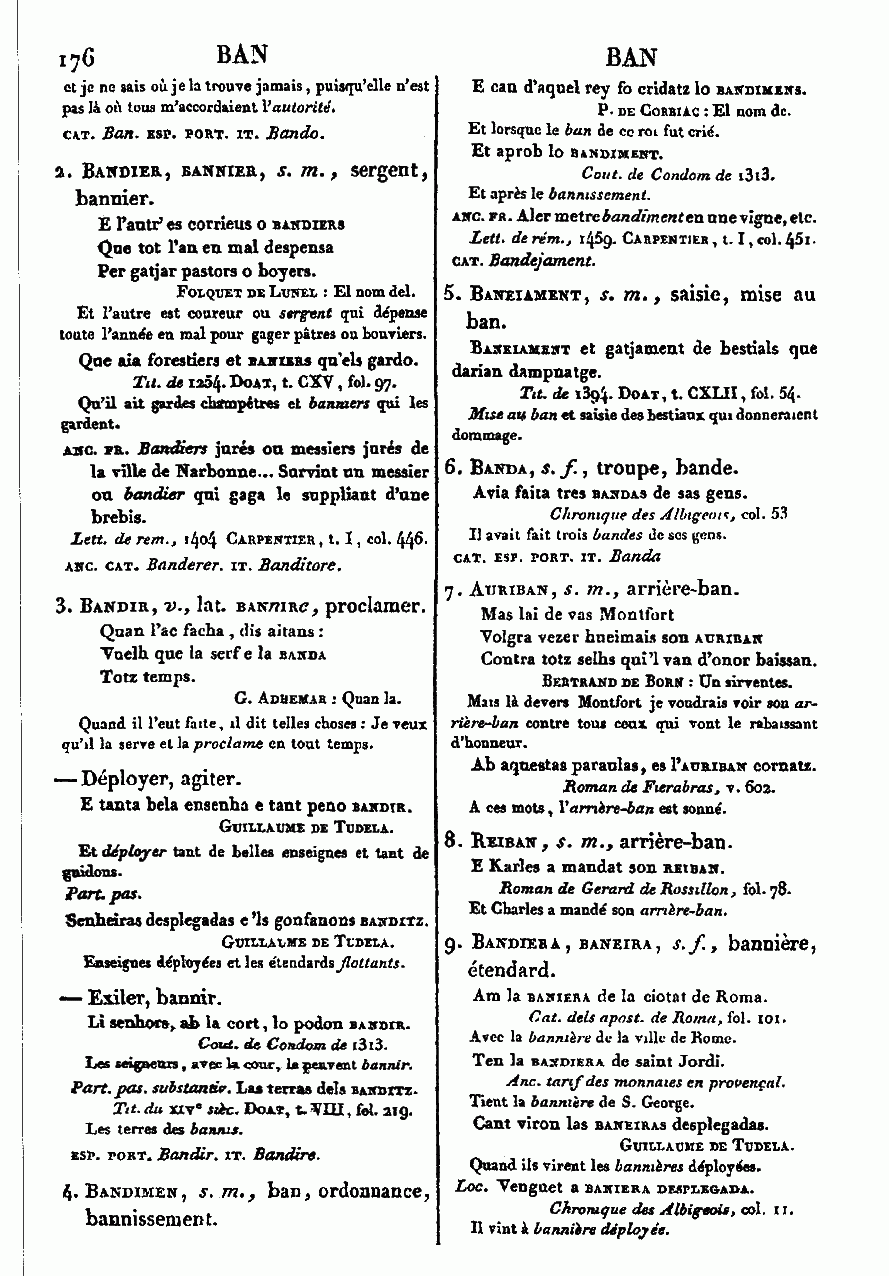 176 BAN BAN
et je ne sais où je la trouve jamais, puisqu'elle n'est
pas là où tous m'accordaient l'autorité.
CAT. Ban. ESP. PORT. IT. Bando.
2. BANDIER, BANNIER, s. m., sergent,
bannier.
E l'autr' es corrieus o BANDIERS
Que tot l'an en mal despensa
Per gatjar pastors o boyers.
FOLQUET DE LUNEL : El nom del.
Et l'autre est coureur ou sergent qui dépense
toute l'année en mal pour gager pâtres ou bouviers.
Que aia forestiers et BANIERS qu'els gardo.
Tit. de 1254. DOAT, t. CXV, fol. 97.
Qu'il ait gardes champêtres et banniers qui les
gardent.
ANC. FR. Bandiers jurés ou messiers jurés de
la ville de Narbonne... Survint un messier
ou bandier qui gaga le suppliant d'une
brebis.
Lett. de rem., 1404 CARPENTIER, t. I, col. 446.
ANC. CAT. Banderer. IT. Banditore.
3. BANDIR, v., lat. BANnirе, proclamer.
Quan l'ac facha, dis aitans :
Vuelh que la serf e la BANDA
Totz temps.
G. ADHEMAR : Quan la.
Quand il l'eut faite, il dit telles choses : Je veux
qu'il la serve et la proclame en tout temps.
— Déployer, agiter.
E tanta bela ensenha e tant peno BANDIR.
GUILLAUME DE TUDELA.
Et déployer tant de belles enseignes et tant de
guidons.
Part. pas.
Senheiras desplegadas e 'ls gonfanons BANDITZ.
GUILLAUME DE TUDELA.
Enseignes déployées et les étendards flottants.
— Exiler, bannir.
Li senhors, ab la cort, lo podon BANDIR.
Cout. de Condom de 1313.
Les seigneurs, avec la cour, le peuvent bannir.
Part. pas. substantiv. Las terras dels BANDITZ.
Tit. du XIVe sièc. DOAT, t. VIII, fol. 219.
Les terres des bannis.
ESP. PORT. Bandir. IT. Bandire.
4. BANDIMEN, s. m., ban, ordonnance,
bannissement.
E can d'aquel rey fo cridatz lo BANDIMENS.
P. DE CORBIAC : El nom de.
Et lorsque le ban de ce roi fut crié.
Et aprob lo BANDIMENT.
Cout. de Condom de 1313.
Et après le bannissement.
ANC. FR. Aler metre bandiment en une vigne, etc.
Lett. de rém., 1459. CARPENTIER, t. I, col. 451.
CAT. Bandejament.
5. BANEIAMENT, s. m., saisie, mise au
ban.
BANEIAMENT et gatjament de bestials que
darian dampnatge.
Tit. de 1394. DOAT, t. CXLII, fol. 54.
Mise au ban et saisie des bestiaux qui donneraient
dommage.
6. BANDA, s. f., troupe, bande.
Avia faita tres BANDAS de sas gens.
Chronique des Albigeois, col. 53
Il avait fait trois bandes de ses gens.
CAT. ESP. PORT. IT. Banda
7. AURIBAN, s. m., arrière-ban.
Mas lai de vas Montfort
Volgra vezer hueimais son AURIBAN
Contra totz selhs qui'l van d'onor baissan.
BERTRAND DE BORN : Un sirventes.
Mais là devers Montfort je voudrais voir son ar-
rière-ban contre tous ceux qui vont le rabaissant
d'honneur.
Ab aquestas paraulas, es l'AURIBAN cornatz.
Roman de Fierabras, v. 602.
A ces mots, l'arrière-ban est sonné.
8. REIBAN, s. m., arrière-ban.
E Karles a mandat son REIBAN.
Roman de Gerard de Rossillon, fol. 78.
Et Charles a mandé son arrière-ban.
9. BANDIERA, BANEIRA, s. f., bannière,
étendard.
Am la BANIERA de la ciotat de Roma.
Cat. dels apost. de Roma, fol. 101.
Avec la bannière de la ville de Rome.
Ten la BANDIERA de saint Jordi.
Anc. tarif des monnaies en provençal.
Tient la bannière de S. George.
Cant viron las BANEIRAS desplegadas.
GUILLAUME DE TUDELA.
Quand ils virent les bannières déployées.
Loc. Venguet a BANIERA DESPLEGADA.
Chronique des Albigeois, col. 11.
Il vint à bannière déployée.